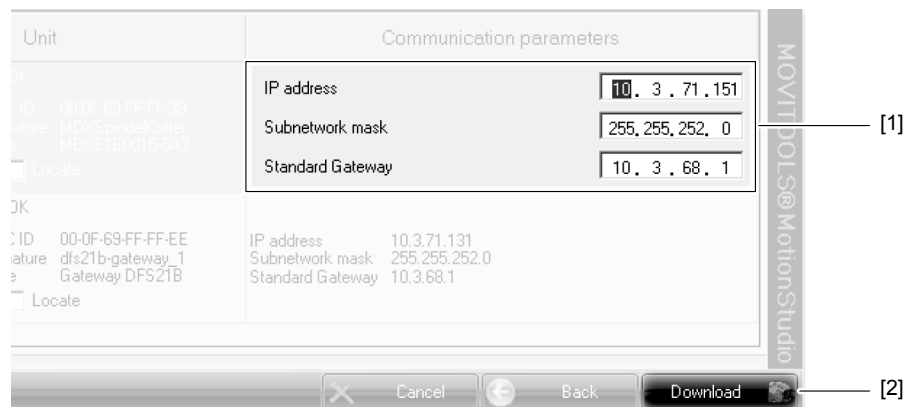 Unit
Communication parameters
OK
IP address 10. 3 . 71 .151
C ID 00-0F-69-FF-FF-39
Subnetwork mask 255. 255. 252. 0
ature MDXSpindelKoffer
e MDX61B0015-5A3
Standard Gateway 10. 3 . 68 . 1
Locate
[1]
OK
C ID 00-0F-69-FF-FF-EE
ature dfs21b-gateway_1
e Gateway DFS21B
Locate
IP address 10.3.71.131
Subnetwork mask 255.255.252.0
Standard Gateway 10.3.68.1
MOVITOOLS®MotionStudio
Cancel
Back
Download
[2]